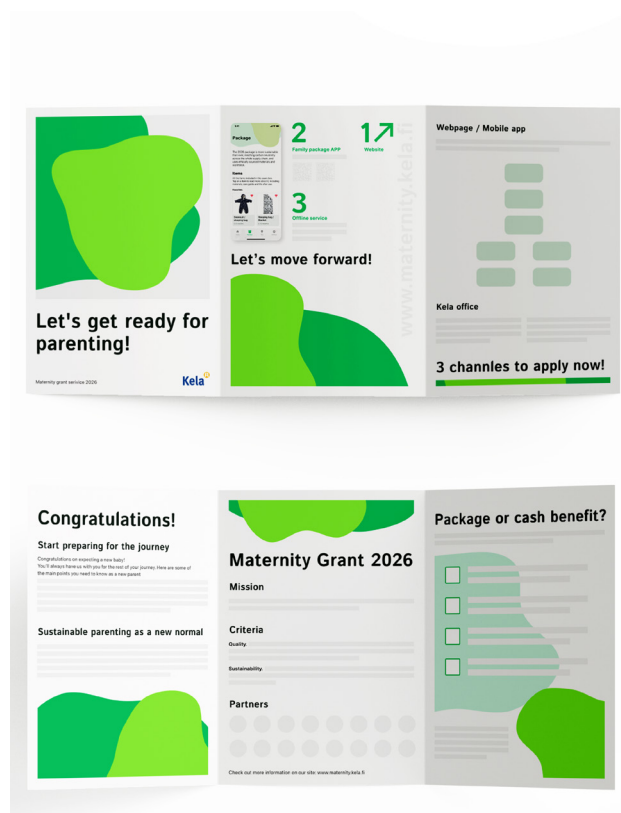 Let's get ready for
parenting!
Maternity grant service 2026
Kela
Package
Items
2
Family package APP
1
Website
3
Offline service
Let's move forward!
www.maternity.kela.fi
Webpage / Mobile app
Kela office
3 channles to apply now!
Congratulations!
Start preparing for the journey
Congratulations on expecting a new baby!
You'll always have us with you for the rest of your journey. Here are some of
the main points you need to know as a new parent
Sustainable parenting as a new normal
Maternity Grant 2026
Mission
Criteria
Quality
Sustainability
Partners
Check out more information on our site: www.maternity.kela.fi
Package or cash benefit?